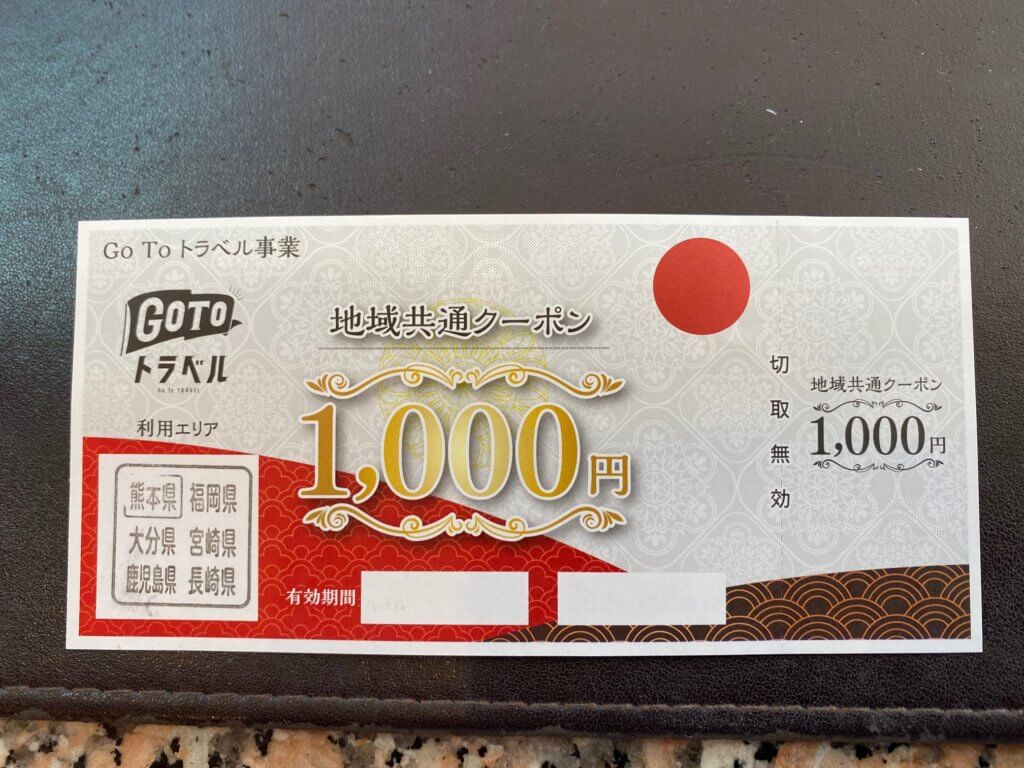 Go To トラベル事業
GOTO
トラベル
Go To TRAVEL
利用エリア
熊本県 福岡県
大分県 宮崎県
鹿児島県 長崎県
地域共通クーポン
1,000円
有効期間
切取無効
地域共通クーポン
1,000円